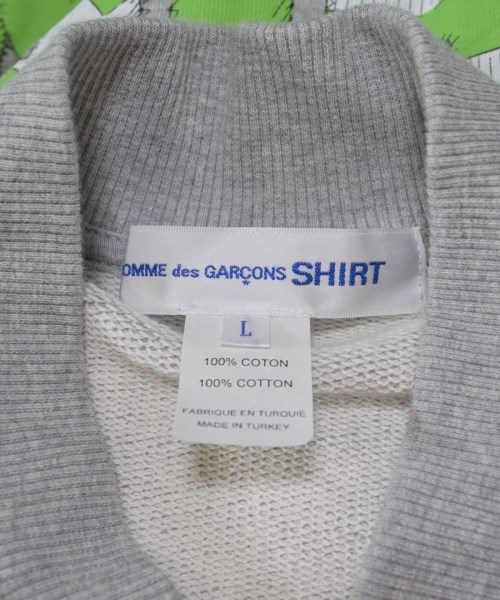 OMME des GARÇONS SHIRT
L
100% COTON
100% COTTON
FABRIQUE EN TURQUIE
MADE IN TURKEY